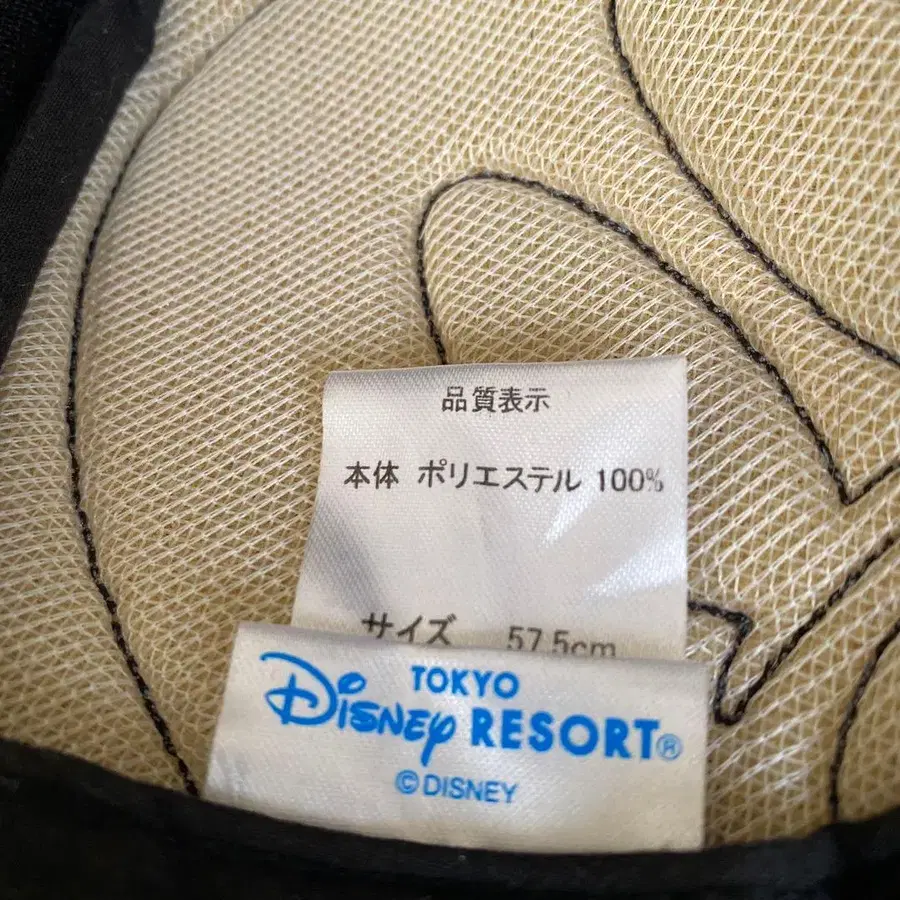 品質表示
本体 ポリエステル 100%
サイズ 57.5cm
TOKYO
Disney RESORT®
©DISNEY